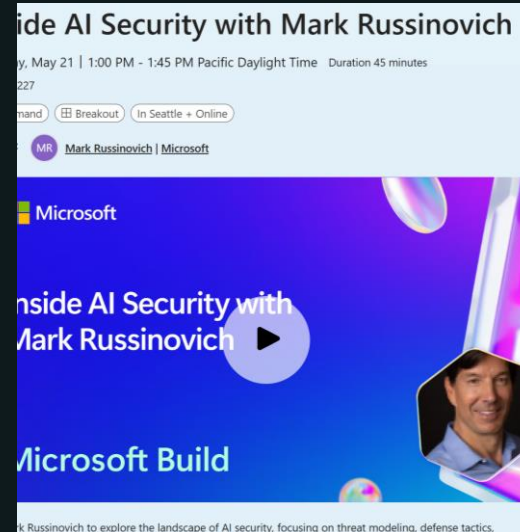 ide AI Security with Mark Russinovich
y, May 21 | 1:00 PM - 1:45 PM Pacific Daylight Time Duration 45 minutes
227
mand Breakout In Seattle + Online
MR Mark Russinovich | Microsoft
Microsoft
nside AI Security with
Mark Russinovich
Microsoft Build
rk Russinovich to explore the landscape of AI security, focusing on threat modeling, defense tactics,